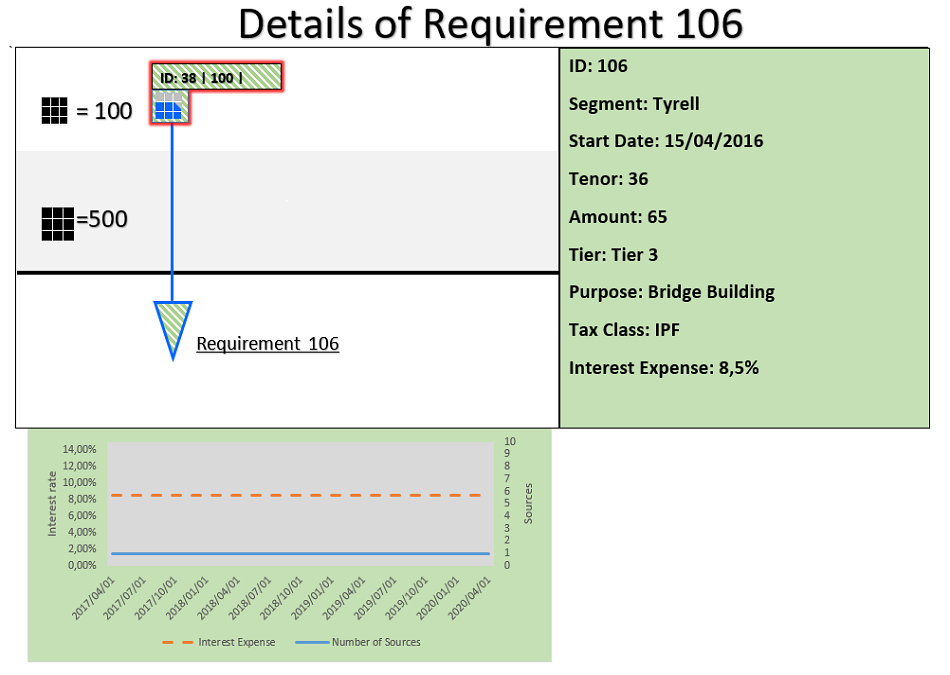 Details of Requirement 106
ID: 38 | 100 |
= 100
=500
Requirement 106
ID: 106
Segment: Tyrell
Start Date: 15/04/2016
Tenor: 36
Amount: 65
Tier: Tier 3
Purpose: Bridge Building
Tax Class: IPF
Interest Expense: 8,5%
Interest rate
14,00%
12,00%
10,00%
8,00%
6,00%
4,00%
2,00%
0,00%
10
9
8
7
6
5
4
3
2
1
0
Sources
2017/04/01
2017/07/01
2017/10/01
2018/01/01
2018/04/01
2018/07/01
2018/10/01
2019/01/01
2019/04/01
2019/07/01
2019/10/01
2020/01/01
2020/04/01
Interest Expense
Number of Sources